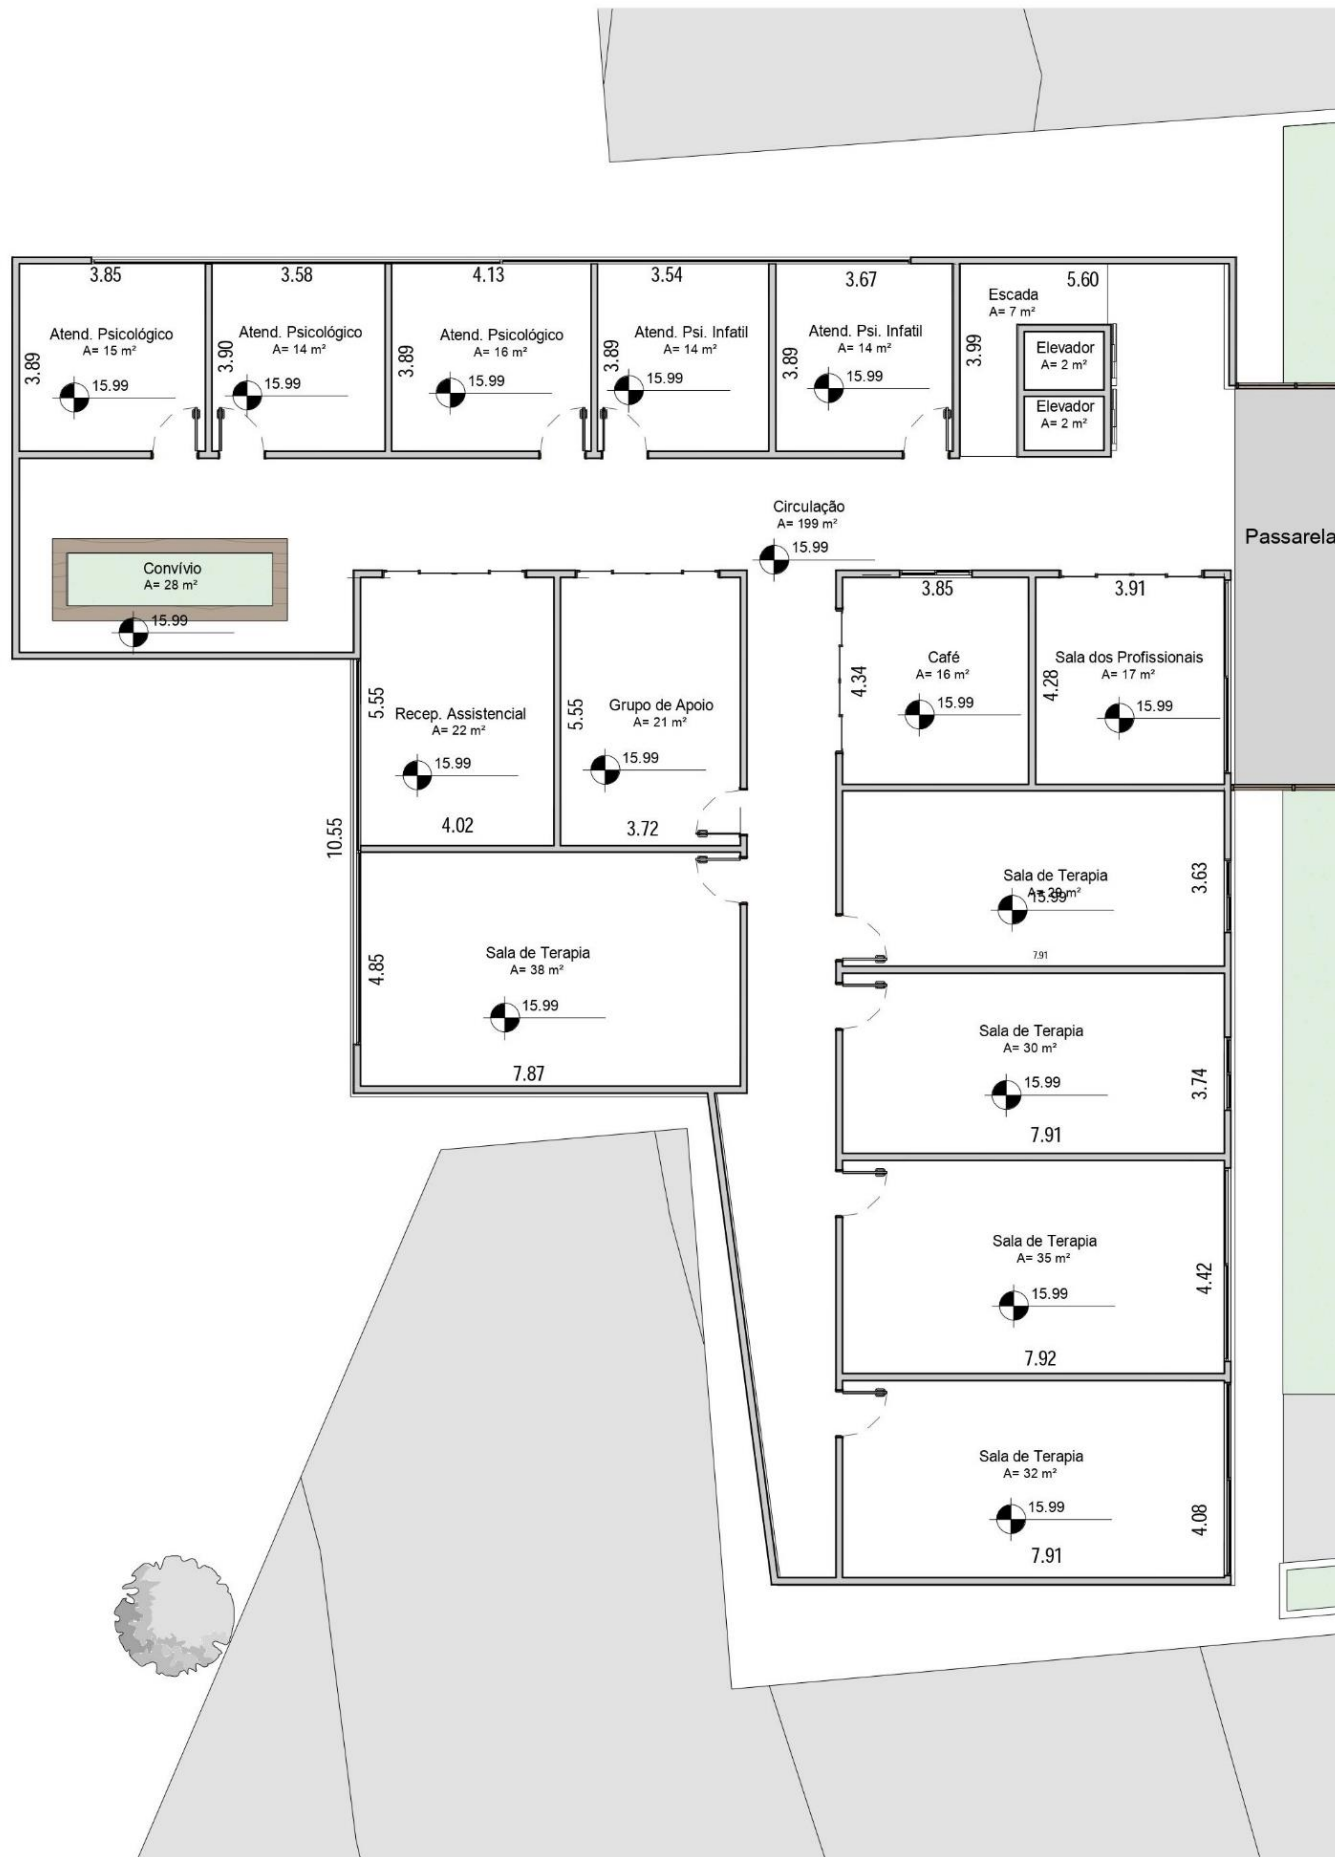 3.85
3.58
4.13
3.54
3.67
5.60
Escada
A= 7 m²
Atend. Psicológico
A= 15 m²
3.89
15.99
Atend. Psicológico
A= 14 m²
3.90
15.99
Atend. Psicológico
A= 16 m²
3.89
15.99
Atend. Psi. Infatil
A= 14 m²
3.89
15.99
Atend. Psi. Infatil
A= 14 m²
3.89
15.99
3.99
Elevador
A= 2 m²
Elevador
A= 2 m²
Circulação
A= 199 m²
15.99
Passarela
Convívio
A= 28 m²
15.99
5.55
Recep. Assistencial
A= 22 m²
15.99
4.02
5.55
Grupo de Apoio
A= 21 m²
15.99
3.72
3.85
Café
A= 16 m²
4.34
15.99
3.91
Sala dos Profissionais
A= 17 m²
4.28
15.99
10.55
Sala de Terapia
A= 29 m²
15.99
3.63
7.91
Sala de Terapia
A= 38 m²
4.85
15.99
7.87
Sala de Terapia
A= 30 m²
15.99
3.74
7.91
Sala de Terapia
A= 35 m²
15.99
4.42
7.92
Sala de Terapia
A= 32 m²
15.99
4.08
7.91